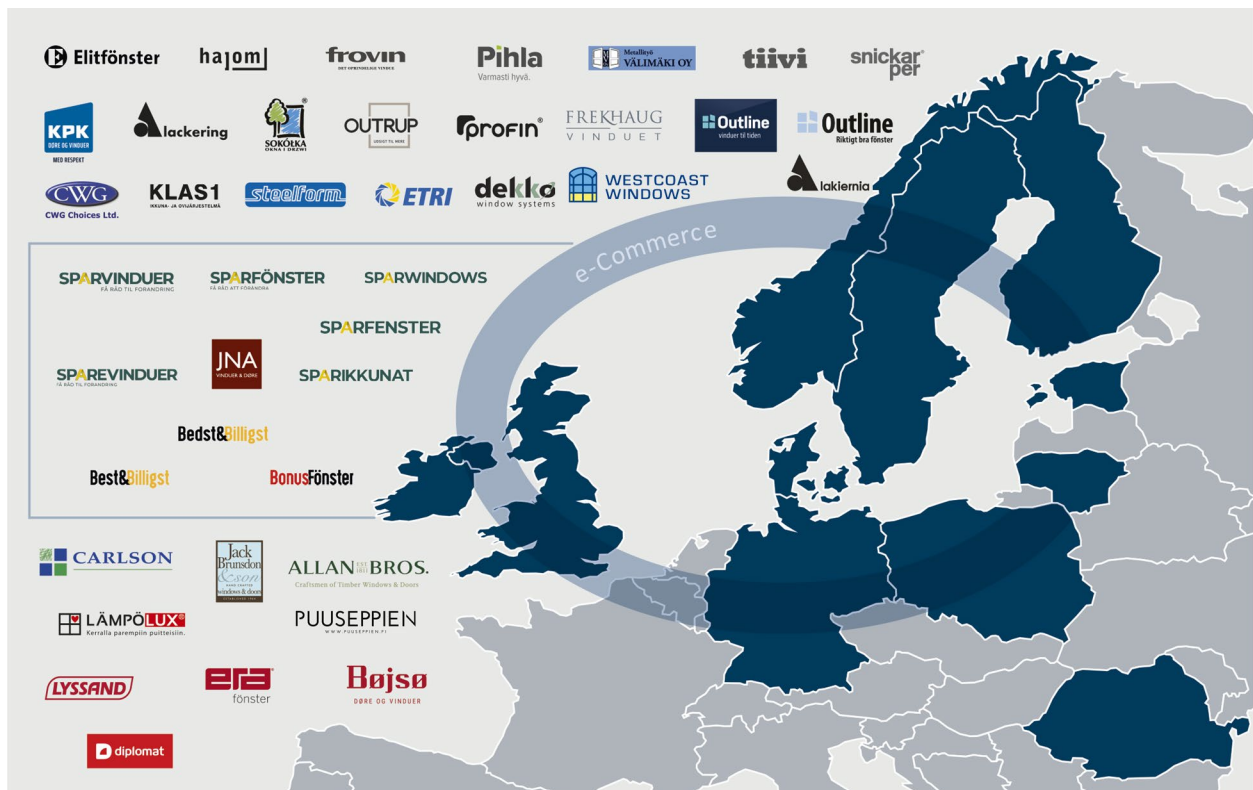 Elitfönster
hajom
frovin
DET OPRINDELIGE VINDUE
Pihla
Varmasti hyvä.
Metallityö
VÄLIMÄKI OY
tiivi
snickar
per
KPK
DØRE OG VINDUER
MED RESPEKT
lackering
SOKÓŁKA
OKNA I DRZWI
OUTRUP
profin
FREKHAUG
VINDUET
Outline
vinduer til tiden
Outline
Riktigt bra fönster
CWG
CWG Choices Ltd.
KLAS1
IKKUNA- JA OVIJÄRJESTELMÄ
steelform
ETRI
dekko
window systems
WESTCOAST
WINDOWS
lakiernia
e-Commerce
SPARVINDUER
FÅ RÅD TIL FORANDRING
SPARFÖNSTER
FÅ RÅD ATT FÖRÄNDRA
SPARWINDOWS
SPARFENSTER
SPAREVINDUER
FÅ RÅD TIL FORANDRING
JNA
VINDUER & DØRE
SPARIKKUNAT
Bedst&Billigst
Best&Billigst
BonusFönster
CARLSON
Jack
Brunsdon
&son
HAND CRAFTED
windows & doors
ALLAN BROS.
Craftsmen of Timber Windows & Doors
LÄMPÖLUX
Kerralla parempiin puitteisiin.
PUUSEPPIEN
WWW.PUUSEPPIEN.FI
LYSSAND
era
fönster
Bøjsø
DØRE OG VINDUER
diplomat